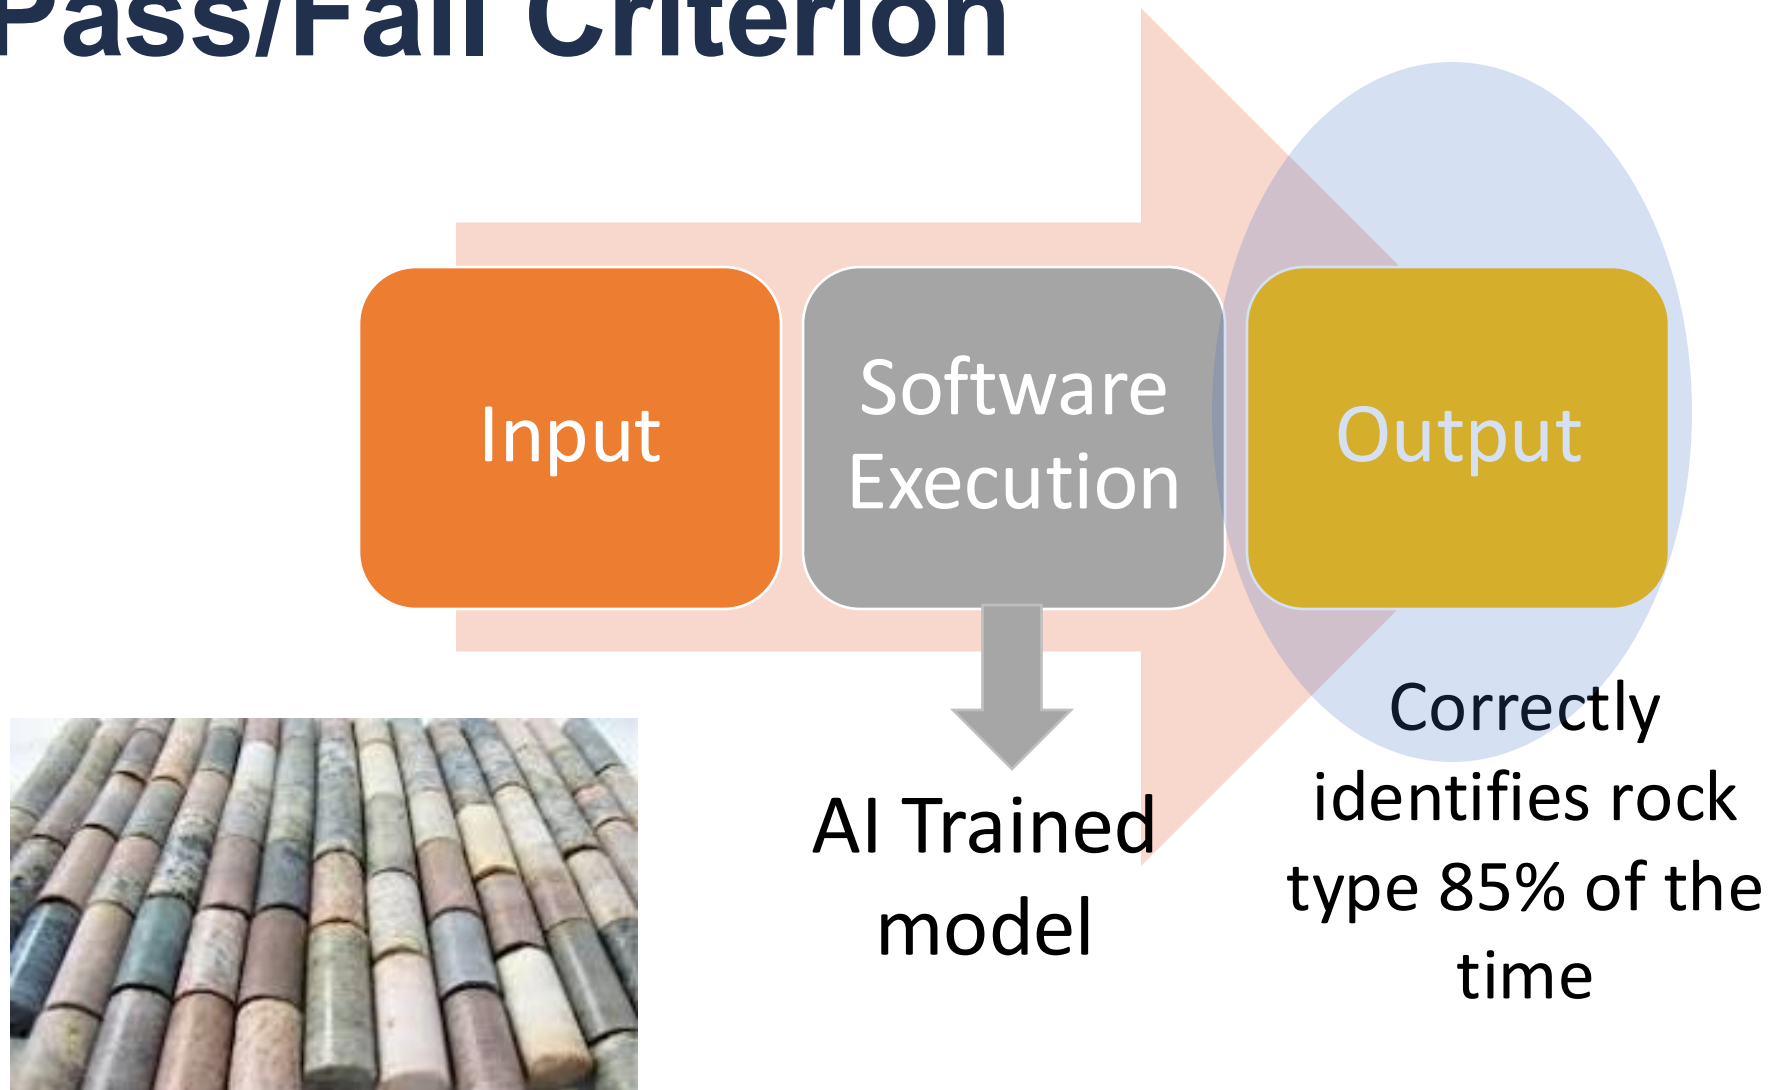 Pass/Fail Criterion
Input
Software
Execution
Output
AI Trained
model
Correctly
identifies rock
type 85% of the
time